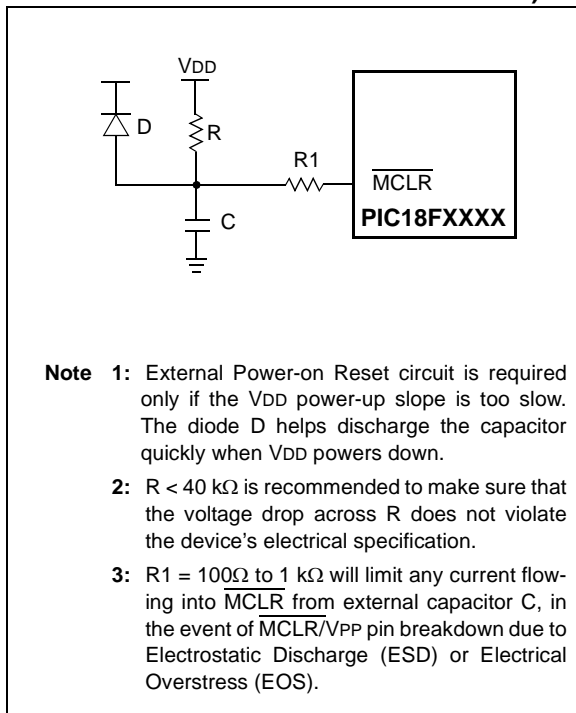 VDD
D
R
R1
MCLR
C
PIC18FXXXX
Note 1: External Power-on Reset circuit is required
only if the VDD power-up slope is too slow.
The diode D helps discharge the capacitor
quickly when VDD powers down.
2: R < 40 kΩ is recommended to make sure that
the voltage drop across R does not violate
the device's electrical specification.
3: R1 = 100Ω to 1 kΩ will limit any current flow-
ing into MCLR from external capacitor C, in
the event of MCLR/VPP pin breakdown due to
Electrostatic Discharge (ESD) or Electrical
Overstress (EOS).